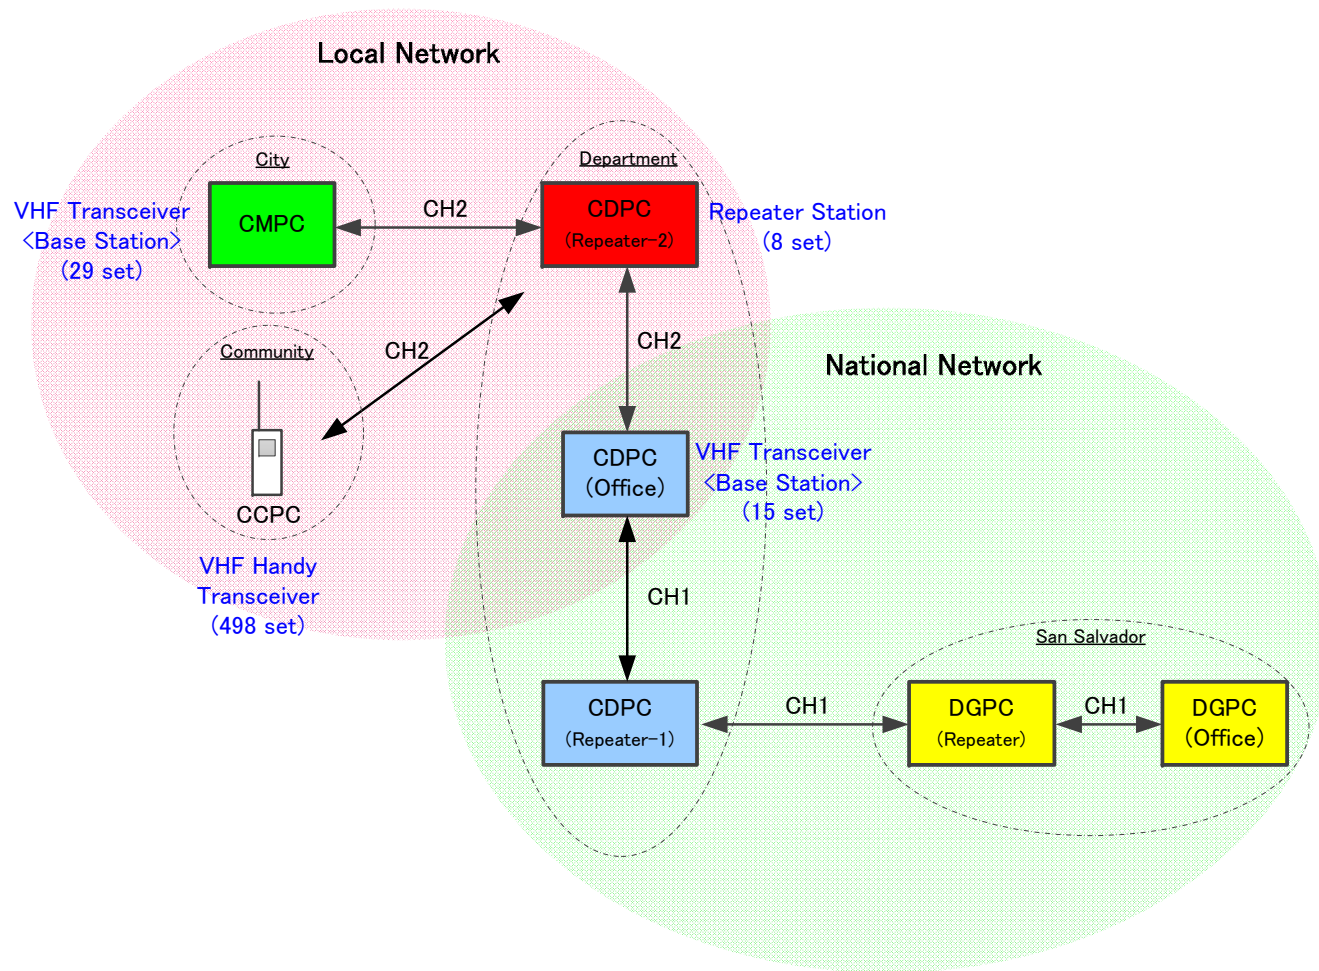 Local Network
City
CMPC
VHF Transceiver
<Base Station>
(29 set)
CH2
Department
CDPC
(Repeater-2)
Repeater Station
(8 set)
Community
CCPC
VHF Handy
Transceiver
(498 set)
CH2
CH2
National Network
CDPC
(Office)
VHF Transceiver
<Base Station>
(15 set)
CH1
CDPC
(Repeater-1)
CH1
San Salvador
DGPC
(Repeater)
CH1
DGPC
(Office)